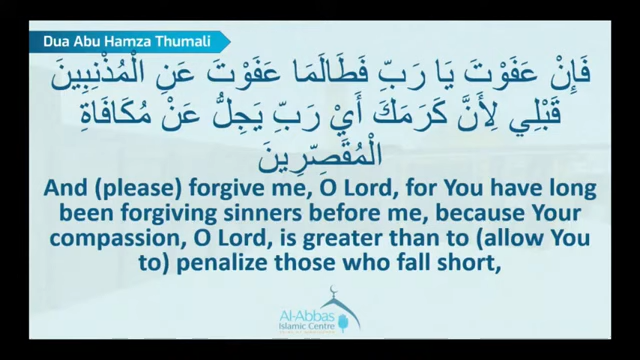 Dua Abu Hamza Thumali
فَإِنْ عَفَوْتَ يَا رَبِّ فَطَالَمَا عَفَوْتَ عَنِ الْمُذْنِبِينَ
قَبْلِي لِأَنَّ كَرَمَكَ أَيْ رَبِّ يَجِلُّ عَنْ مُكَافَاةِ
الْمُقَصِّرِينَ
And (please) forgive me, O Lord, for You have long
been forgiving sinners before me, because Your
compassion, O Lord, is greater than to (allow You
to) penalize those who fall short,
Al-Abbas
Islamic Centre